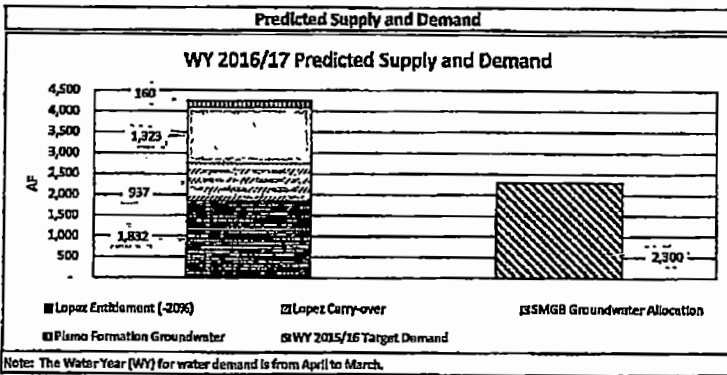 Predicted Supply and Demand
WY 2016/17 Predicted Supply and Demand
4,500
4,000
3,500
3,000
2,500
2,000
1,500
1,000
500
-
AF
160
1,323
937
1,832
2,300
Lopez Entitlement (-20%)
Lopez Carry-over
SMGB Groundwater Allocation
Pismo Formation Groundwater
WY 2015/16 Target Demand
Note: The Water Year (WY) for water demand is from April to March.